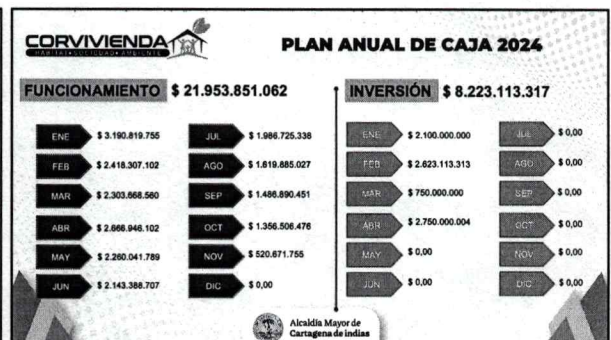 CORVIVIENDA
HÁBITAT•SOCIEDAD•AMBIENTE
PLAN ANUAL DE CAJA 2024
FUNCIONAMIENTO $ 21.953.851.062
ENE $ 3.190.819.755
FEB $ 2.418.307.102
MAR $ 2.303.668.560
ABR $ 2.666.946.102
MAY $ 2.260.041.789
JUN $ 2.143.388.707
JUL $ 1.986.725.338
AGO $ 1.619.885.027
SEP $ 1.486.890.451
OCT $ 1.356.506.476
NOV $ 520.671.755
DIC $ 0,00
INVERSIÓN $ 8.223.113.317
ENE $ 2.100.000.000
FEB $ 2.623.113.313
MAR $ 750.000.000
ABR $ 2.750.000.004
MAY $ 0,00
JUN $ 0,00
JUL $ 0,00
AGO $ 0,00
SEP $ 0,00
OCT $ 0,00
NOV $ 0,00
DIC $ 0,00
Alcaldía Mayor de
Cartagena de indias